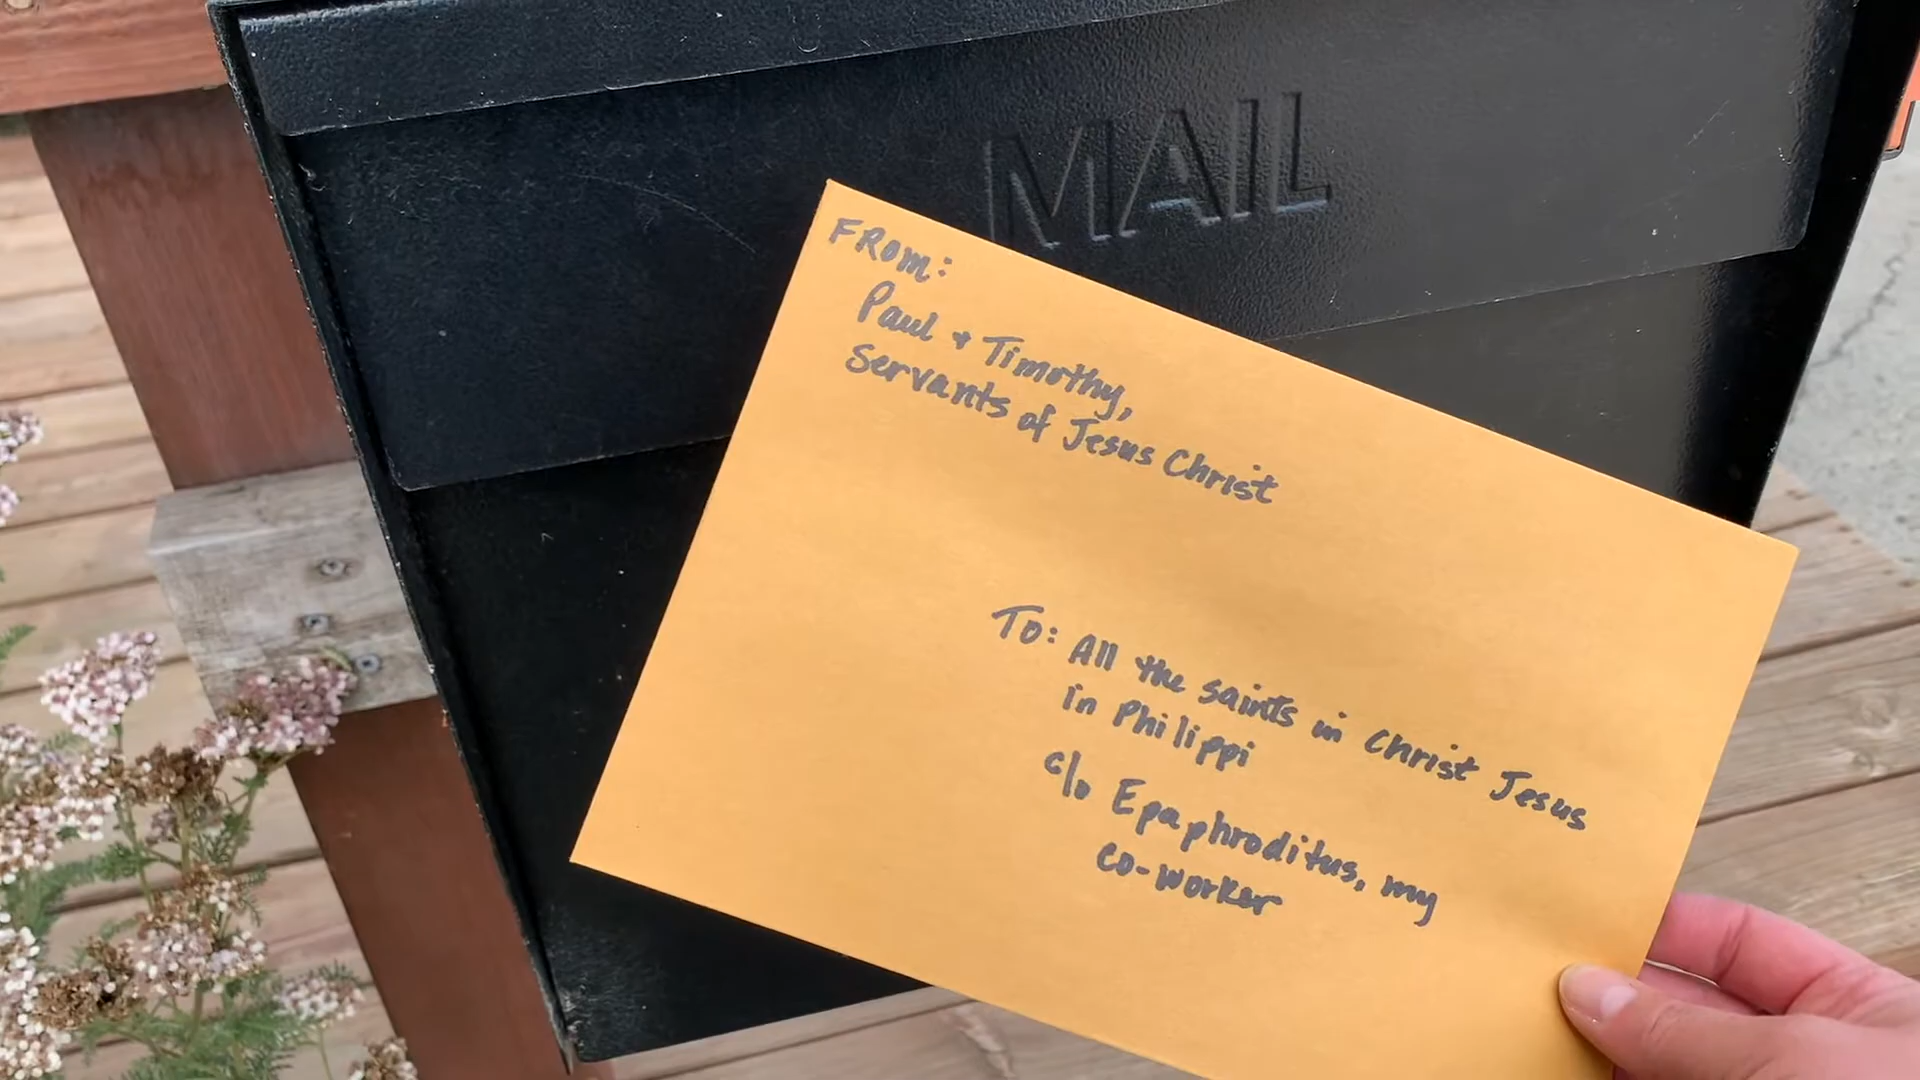 MAIL
FROM:
Paul + Timothy,
servants of Jesus Christ
To: All the saints in Christ Jesus
in Philippi
c/o Epaphroditus, my
co-worker